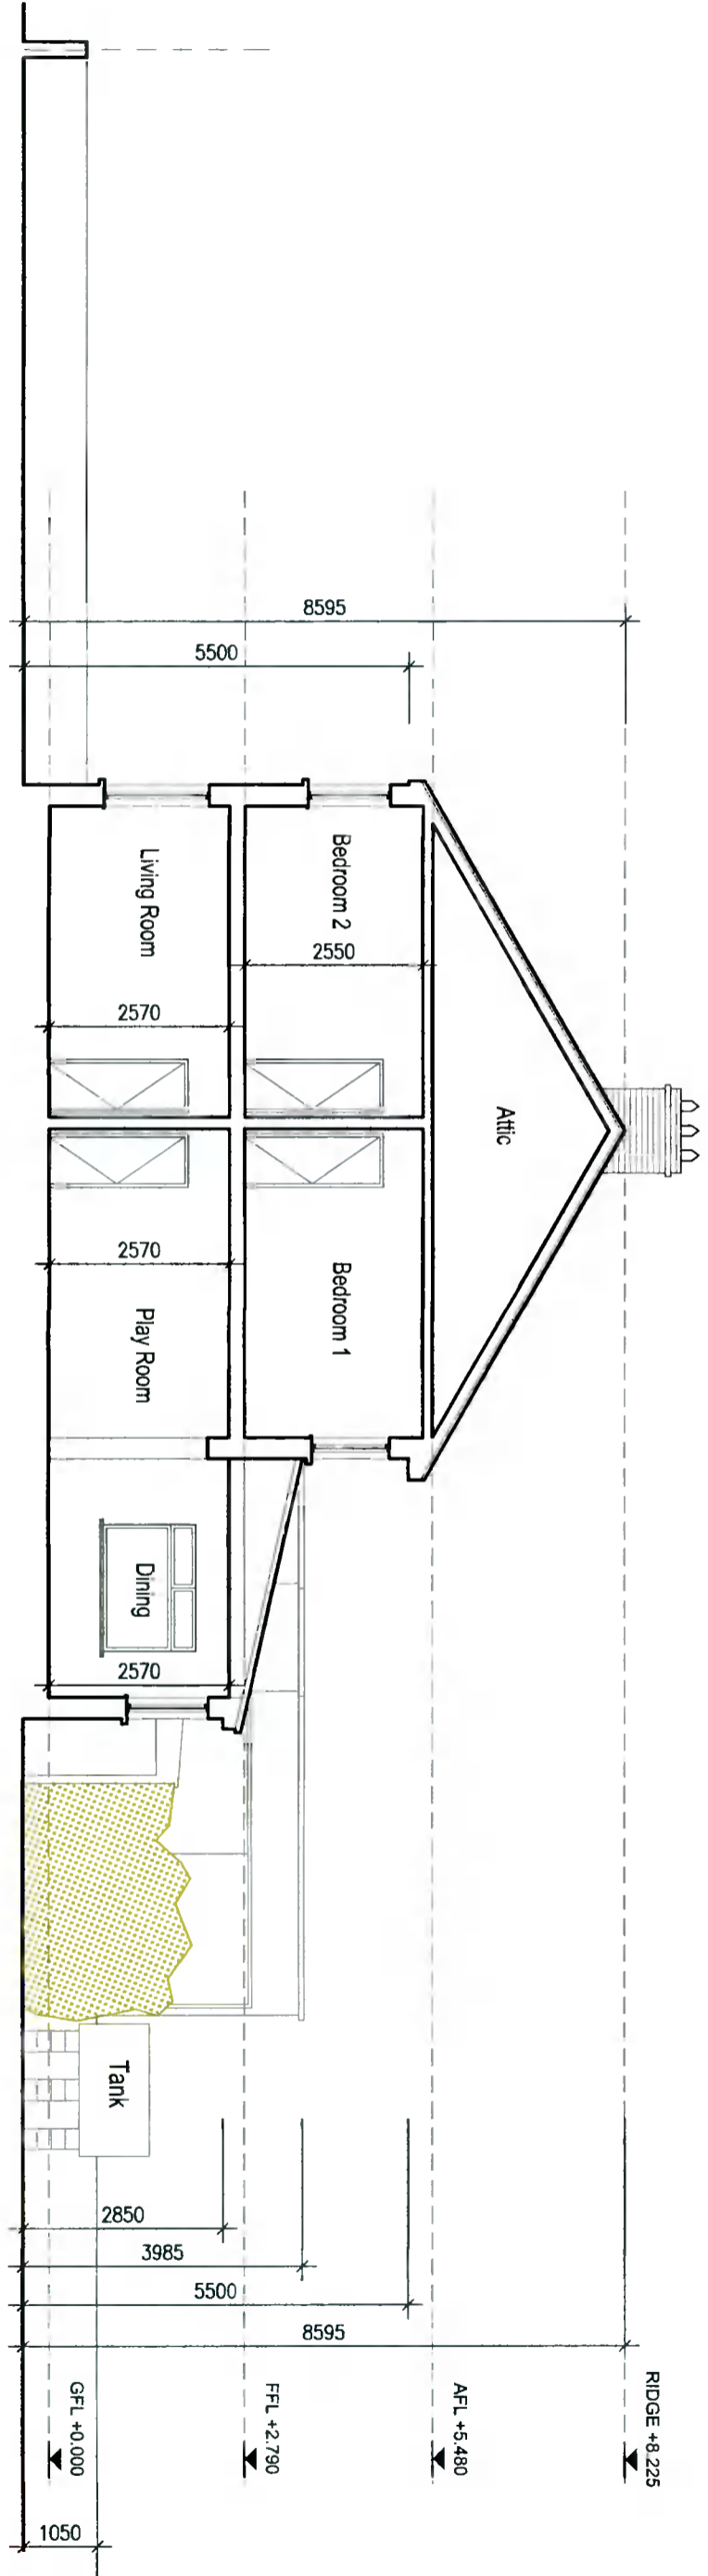 8595
5500
Living Room
Bedroom 2
2550
2570
Attic
2570
Play Room
Bedroom 1
Dining
2570
Tank
2850
3985
5500
8595
RIDGE +8.225
AFL +5.480
FFL +2.790
GFL +0.000
1050